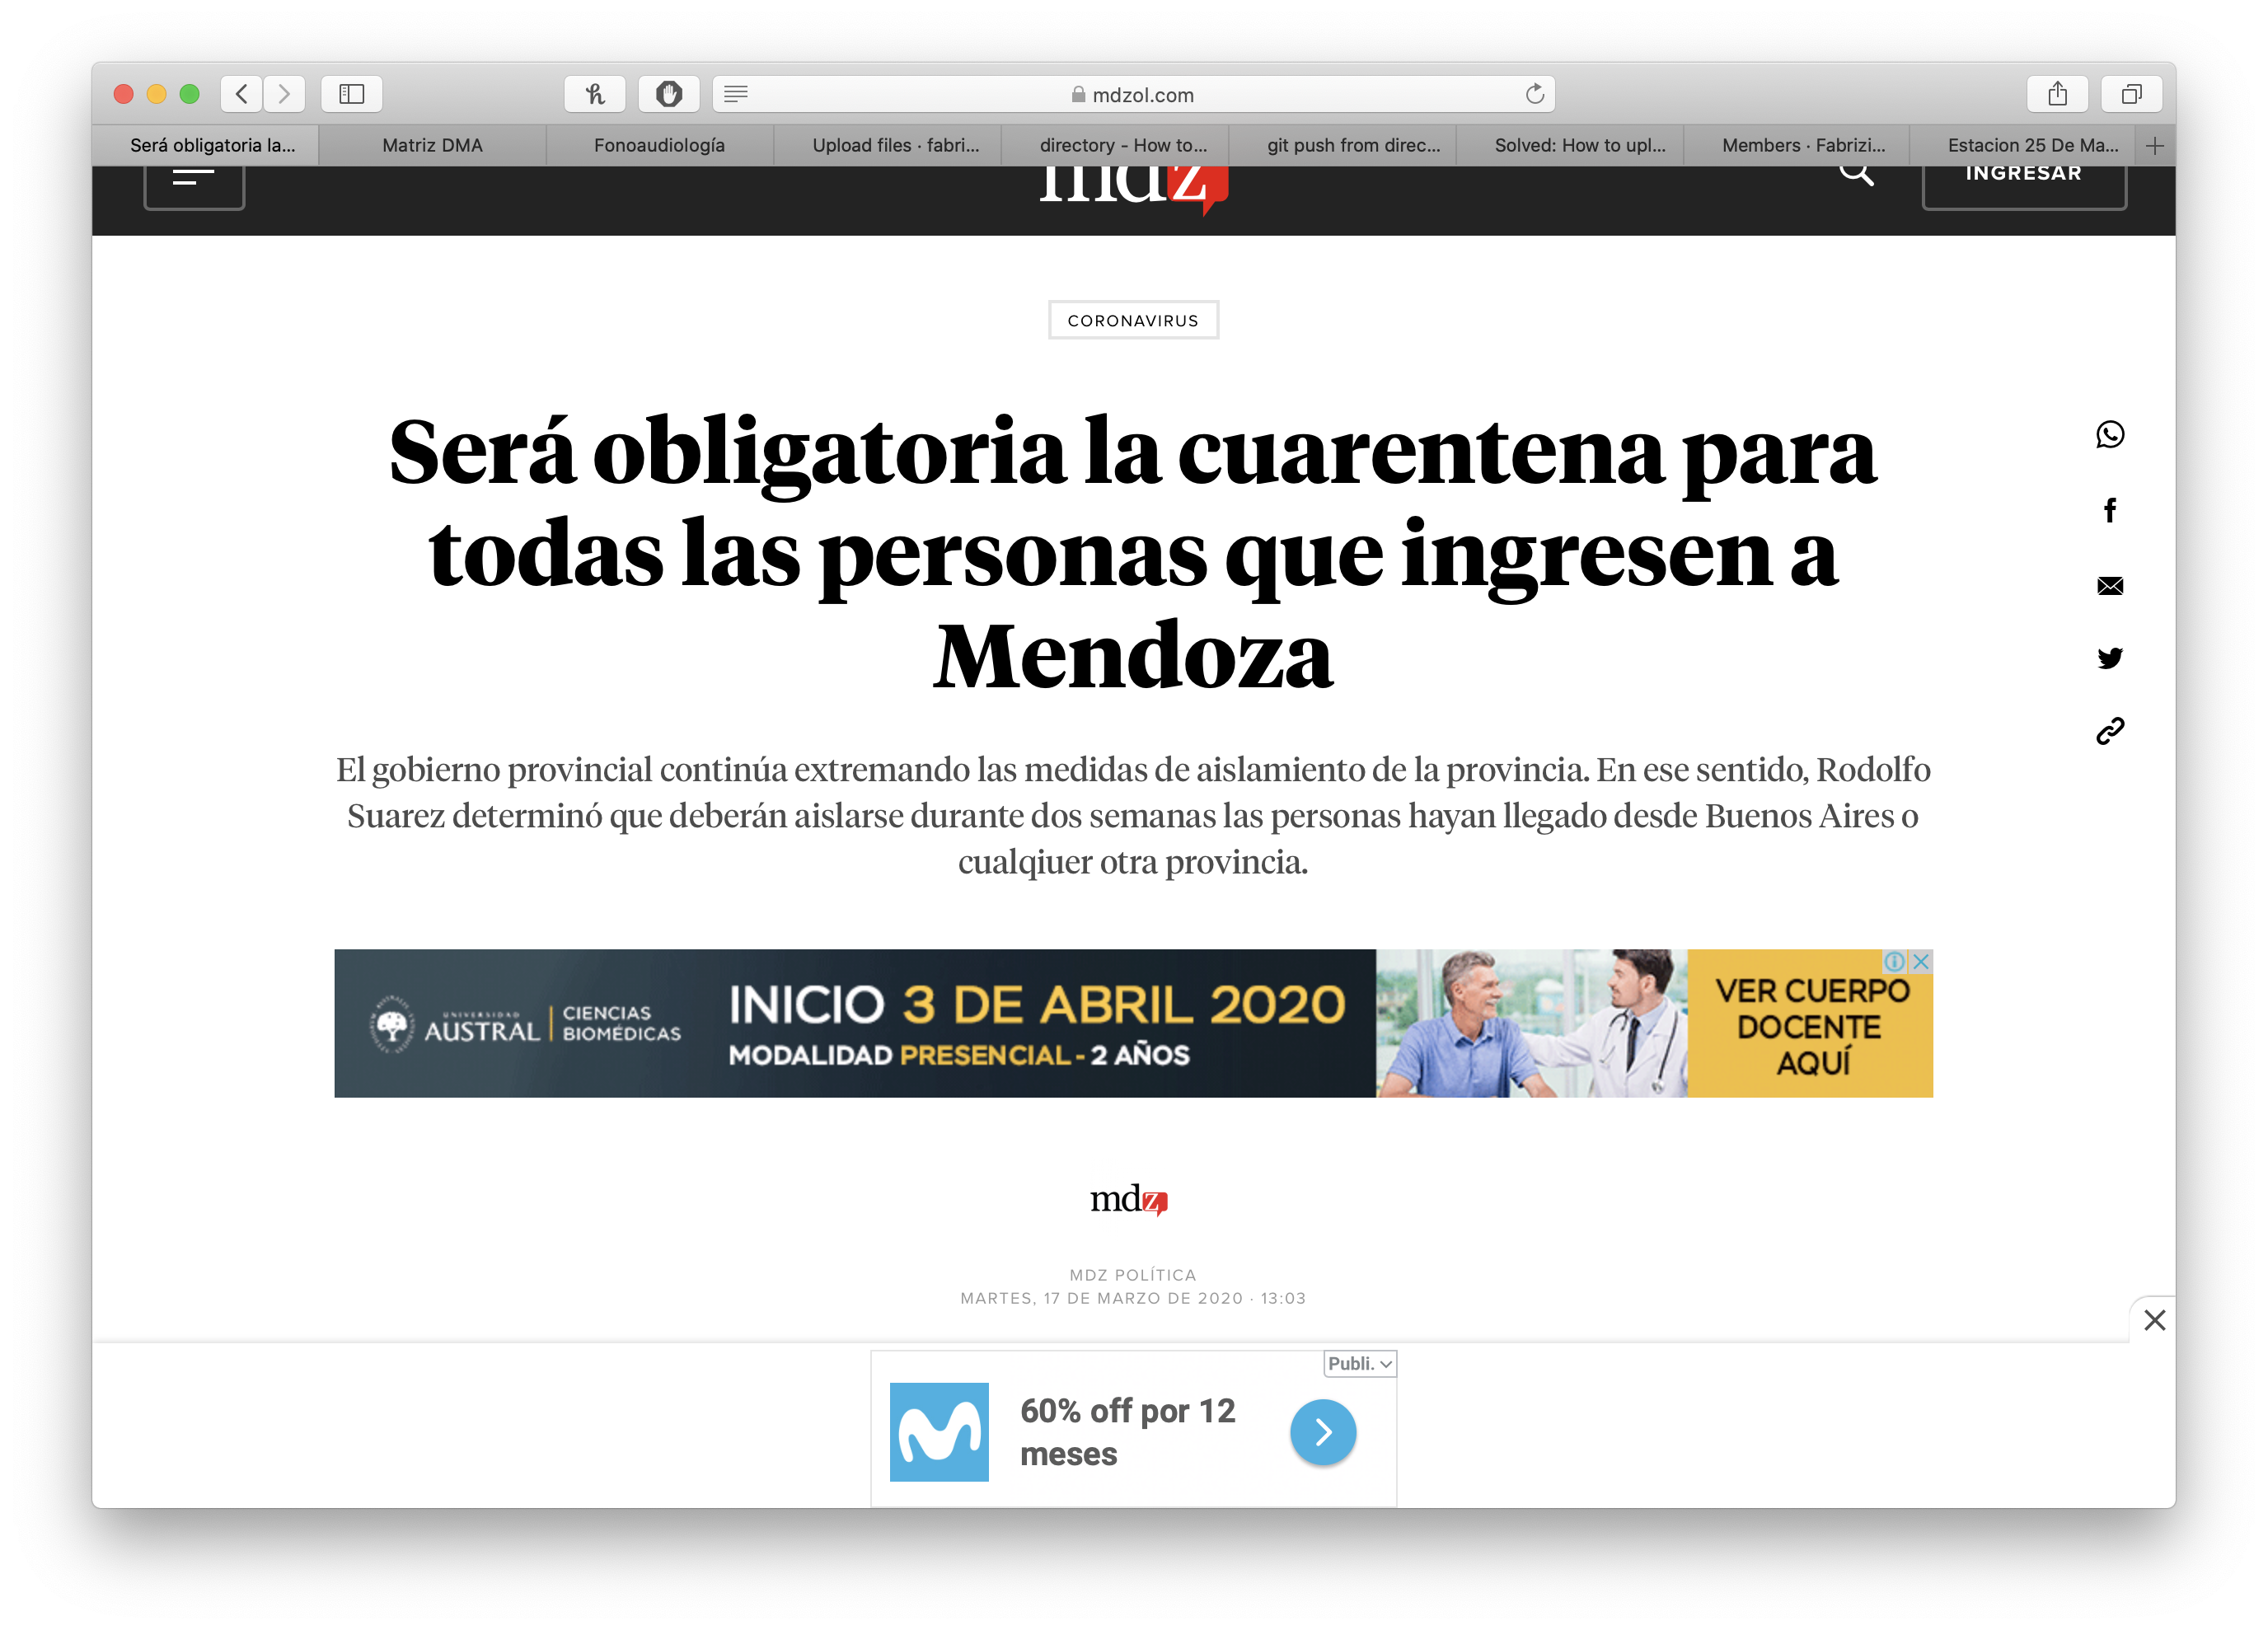 mdzol.com
Será obligatoria la...
Matriz DMA
Fonoaudiología
Upload files · fabri...
directory - How to...
git push from direc...
Solved: How to upl...
Members · Fabrizi...
Estacion 25 De Ma...
mdz
INGRESAR
CORONAVIRUS
Será obligatoria la cuarentena para
todas las personas que ingresen a
Mendoza
El gobierno provincial continúa extremando las medidas de aislamiento de la provincia. En ese sentido, Rodolfo
Suarez determinó que deberán aislarse durante dos semanas las personas hayan llegado desde Buenos Aires o
cualqiuer otra provincia.
UNIVERSIDAD
AUSTRAL
CIENCIAS
BIOMÉDICAS
INICIO 3 DE ABRIL 2020
MODALIDAD PRESENCIAL - 2 AÑOS
VER CUERPO
DOCENTE
AQUÍ
mdz
MDZ POLÍTICA
MARTES, 17 DE MARZO DE 2020 · 13:03
Publi.
60% off por 12
meses